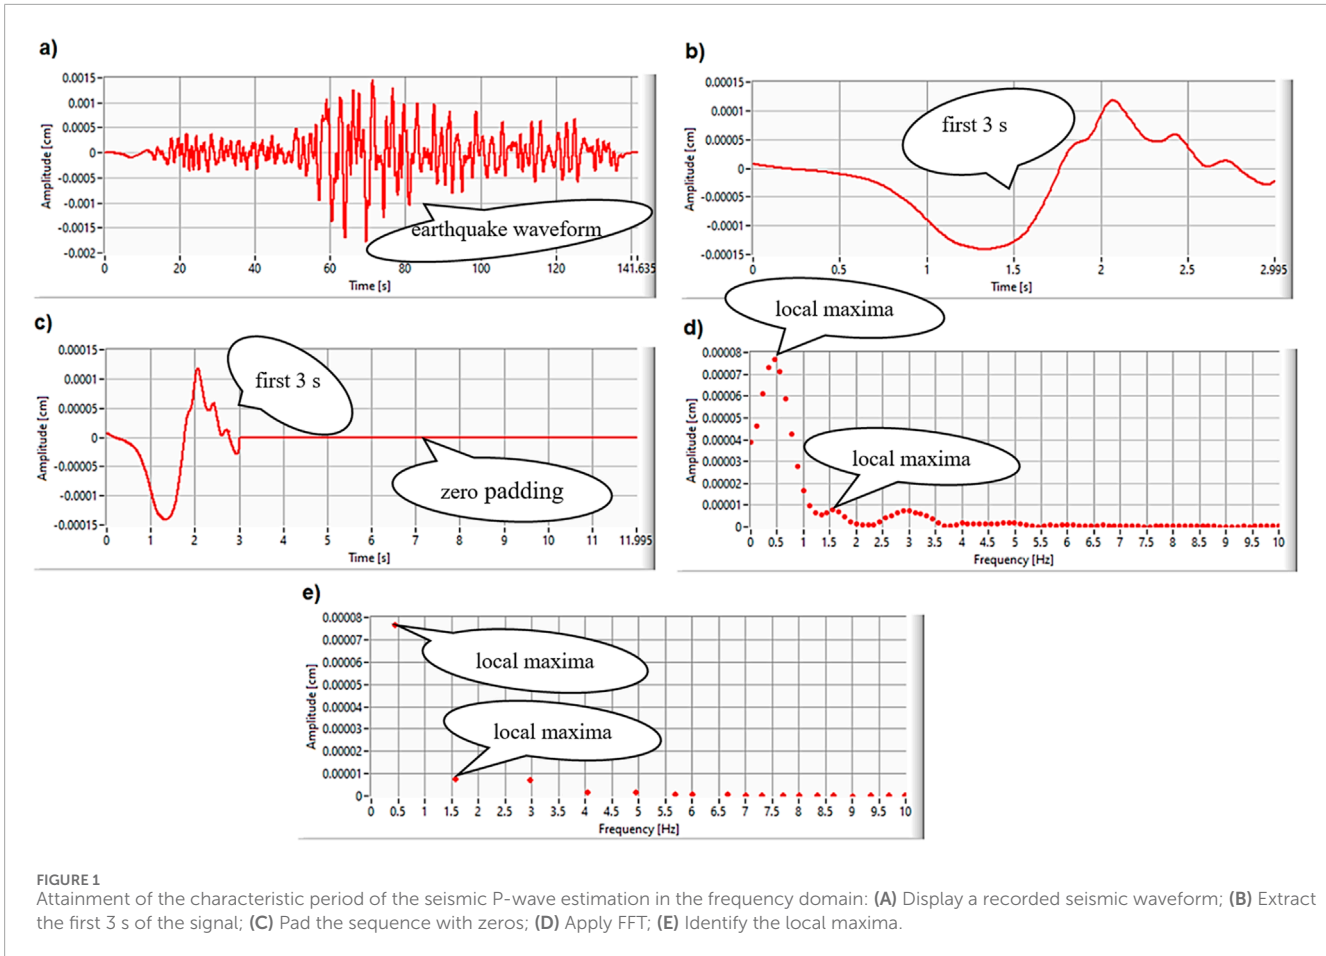 a)
0.0015
0.001
0.0005
0
-0.0005
-0.001
-0.0015
-0.002
Amplitude [cm]
earthquake waveform
0 20 40 60 80 100 120 141.635
Time [s]
b)
0.00015
0.0001
0.00005
0
-0.00005
-0.0001
-0.00015
Amplitude [cm]
first 3 s
0 0.5 1 1.5 2 2.5 2.995
Time [s]
c)
0.00015
0.0001
0.00005
0
-0.00005
-0.0001
-0.00015
Amplitude [cm]
first 3 s
zero padding
0 1 2 3 4 5 6 7 8 9 10 11 11.995
Time [s]
d)
local maxima
0.00008
0.00007
0.00006
0.00005
0.00004
0.00003
0.00002
0.00001
0
Amplitude [cm]
local maxima
0 0.5 1 1.5 2 2.5 3 3.5 4 4.5 5 5.5 6 6.5 7 7.5 8 8.5 9 9.5 10
Frequency [Hz]
e)
0.00008
0.00007
0.00006
0.00005
0.00004
0.00003
0.00002
0.00001
0
Amplitude [cm]
local maxima
local maxima
0 0.5 1 1.5 2 2.5 3 3.5 4 4.5 5 5.5 6 6.5 7 7.5 8 8.5 9 9.5 10
Frequency [Hz]
FIGURE 1
Attainment of the characteristic period of the seismic P-wave estimation in the frequency domain: (A) Display a recorded seismic waveform; (B) Extract
the first 3 s of the signal; (C) Pad the sequence with zeros; (D) Apply FFT; (E) Identify the local maxima.